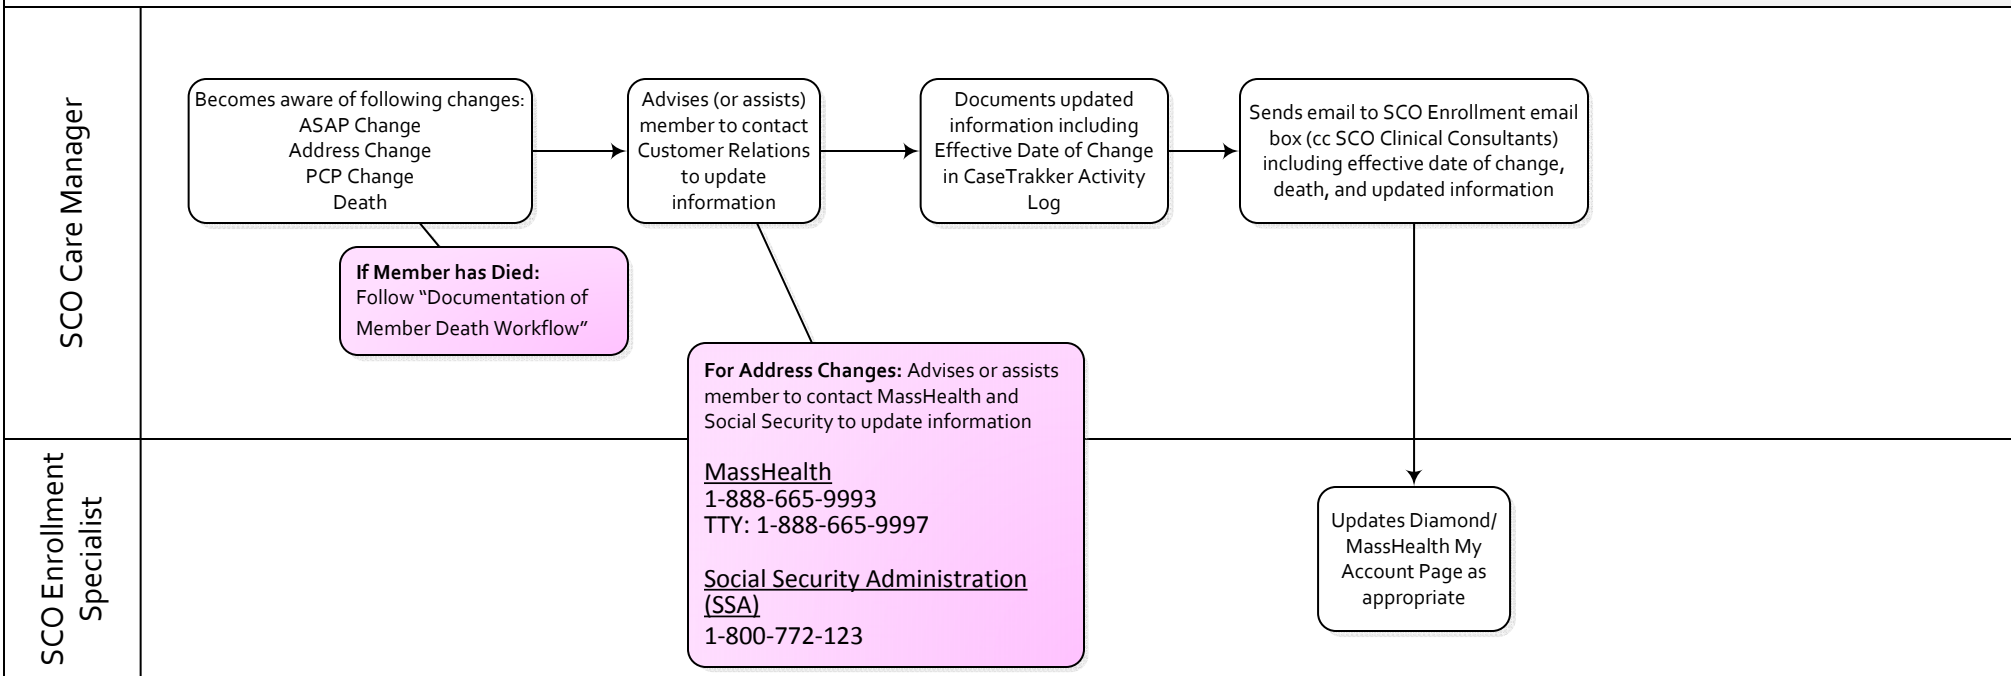 SCO Care Manager
Becomes aware of following changes:
ASAP Change
Address Change
PCP Change
Death
Advises (or assists)
member to contact
Customer Relations
to update
information
Documents updated
information including
Effective Date of Change
in CaseTrakker Activity
Log
Sends email to SCO Enrollment email
box (cc SCO Clinical Consultants)
including effective date of change,
death, and updated information
If Member has Died:
Follow “Documentation of
Member Death Workflow”
For Address Changes: Advises or assists
member to contact MassHealth and
Social Security to update information
MassHealth
1-888-665-9993
TTY: 1-888-665-9997
Social Security Administration
(SSA)
1-800-772-123
SCO Enrollment
Specialist
Updates Diamond/
MassHealth My
Account Page as
appropriate